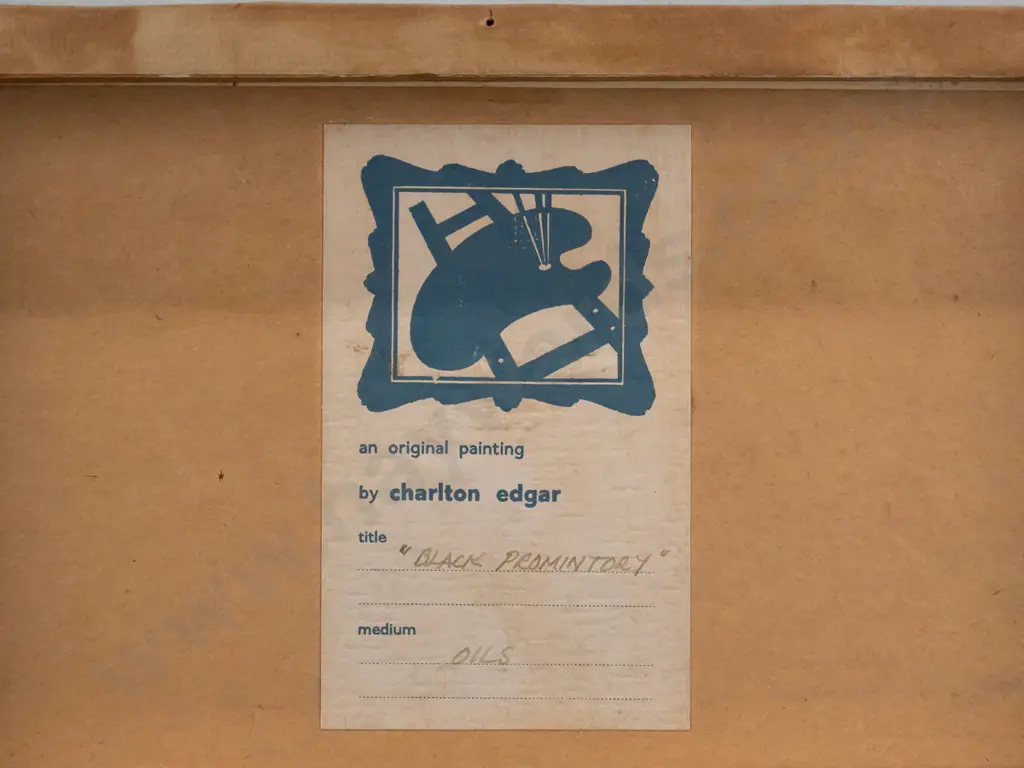 an original painting
by charlton edgar
title
"BLACK PROMINTORY"
medium
OILS